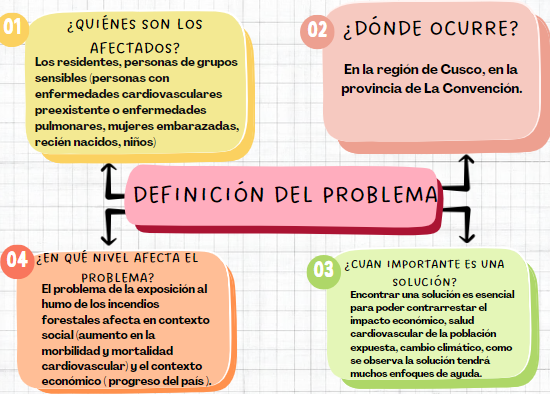 01
¿QUIÉNES SON LOS
AFECTADOS?
Los residentes, personas de grupos
sensibles (personas con
enfermedades cardiovasculares
preexistente o enfermedades
pulmonares, mujeres embarazadas,
recién nacidos, niños)
02
¿DÓNDE OCURRE?
En la región de Cusco, en la
provincia de La Convención.
DEFINICIÓN DEL PROBLEMA
04
¿EN QUÉ NIVEL AFECTA EL
PROBLEMA?
El problema de la exposición al
humo de los incendios
forestales afecta en contexto
social (aumento en la
morbilidad y mortalidad
cardiovascular) y el contexto
económico ( progreso del país ).
03
¿CUAN IMPORTANTE ES UNA
SOLUCIÓN?
Encontrar una solución es esencial
para poder contrarrestar el
impacto económico, salud
cardiovascular de la población
expuesta, cambio climático, como
se observa la solución tendrá
muchos enfoques de ayuda.